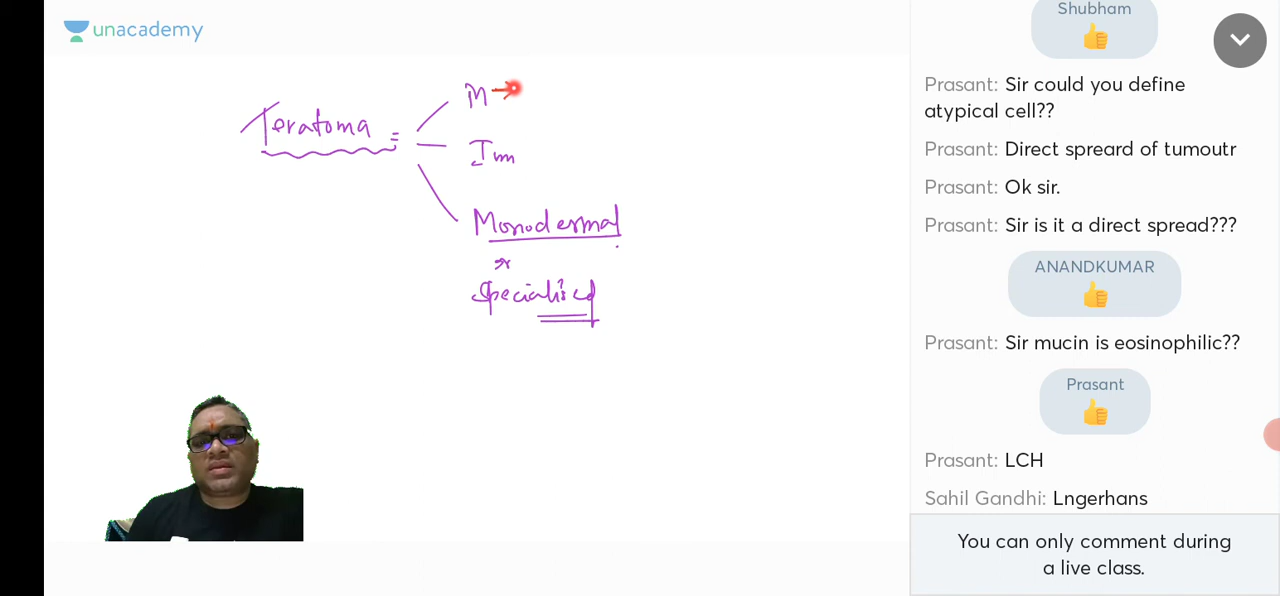 unacademy
Teratoma =
M →
Imm
Monodermal
or
Specialised
Shubham
👍
Prasant: Sir could you define
atypical cell??
Prasant: Direct spreard of tumoutr
Prasant: Ok sir.
Prasant: Sir is it a direct spread???
ANANDKUMAR
👍
Prasant: Sir mucin is eosinophilic??
Prasant
👍
Prasant: LCH
Sahil Gandhi: Lngerhans
You can only comment during
a live class.